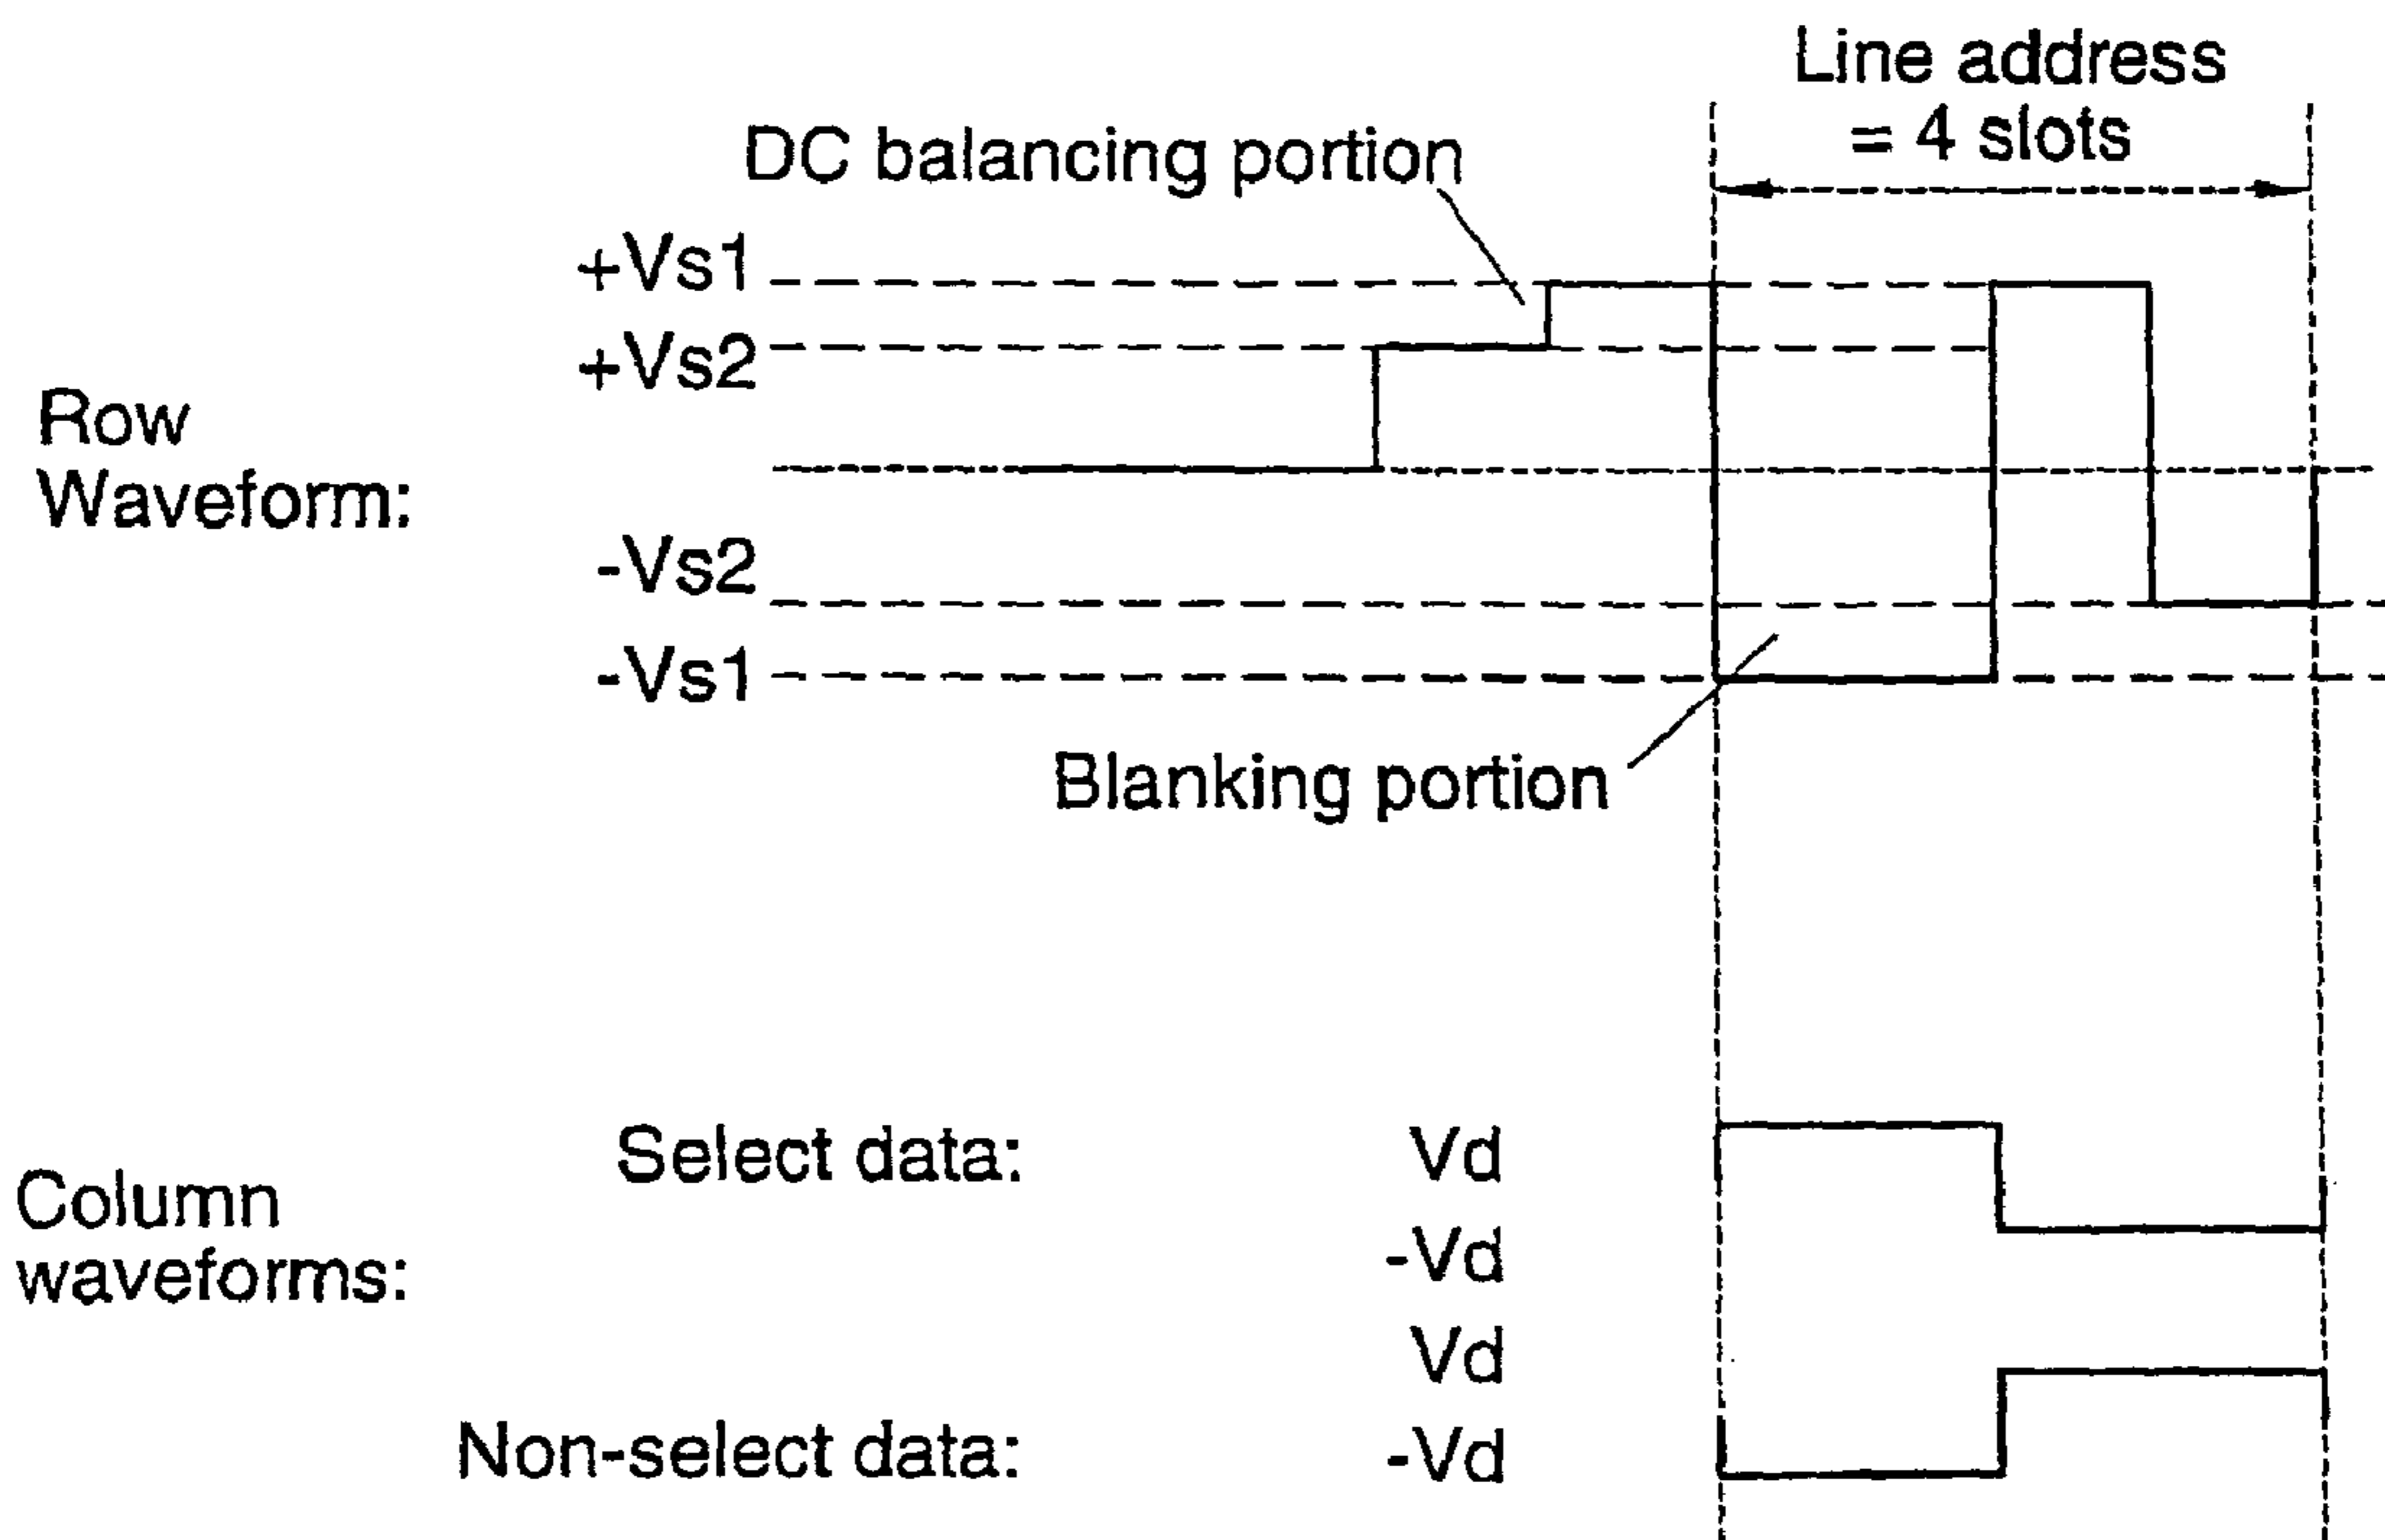 Line address
= 4 slots
DC balancing portion
+Vs1
+Vs2
Row
Waveform:
-Vs2
-Vs1
Blanking portion
Select data:
Vd
-Vd
Column
waveforms:
Vd
Non-select data:
-Vd